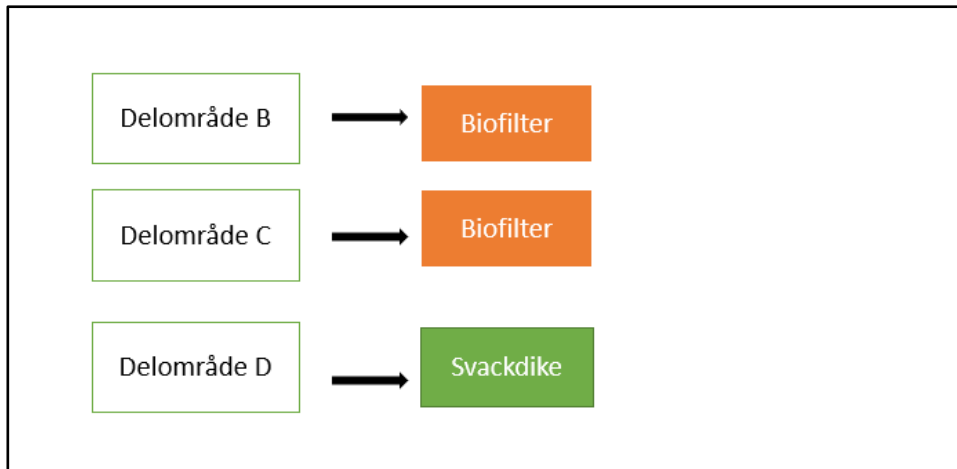 Delområde B
Biofilter
Delområde C
Biofilter
Delområde D
Svackdike